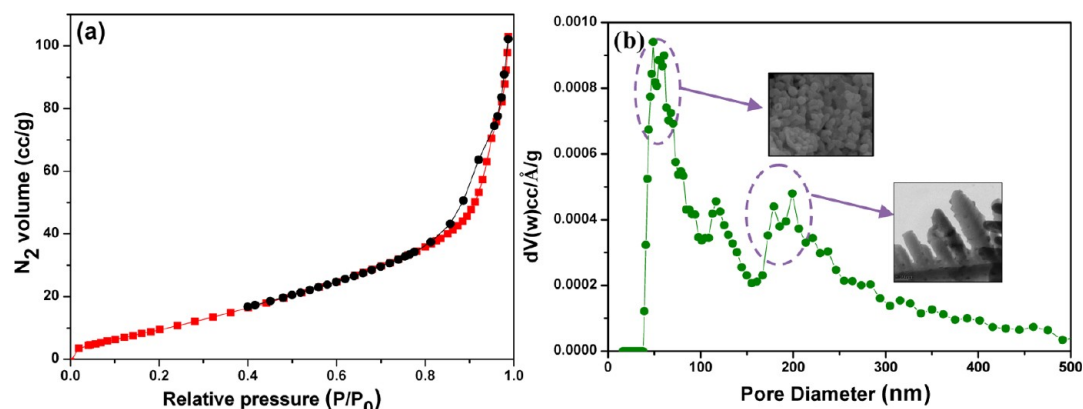 (a)
N2 volume (cc/g)
100
80
60
40
20
0
0.0 0.2 0.4 0.6 0.8 1.0
Relative pressure (P/P0)
(b)
dV(w)cc/Å/g
0.0010
0.0008
0.0006
0.0004
0.0002
0.0000
0 100 200 300 400 500
Pore Diameter (nm)